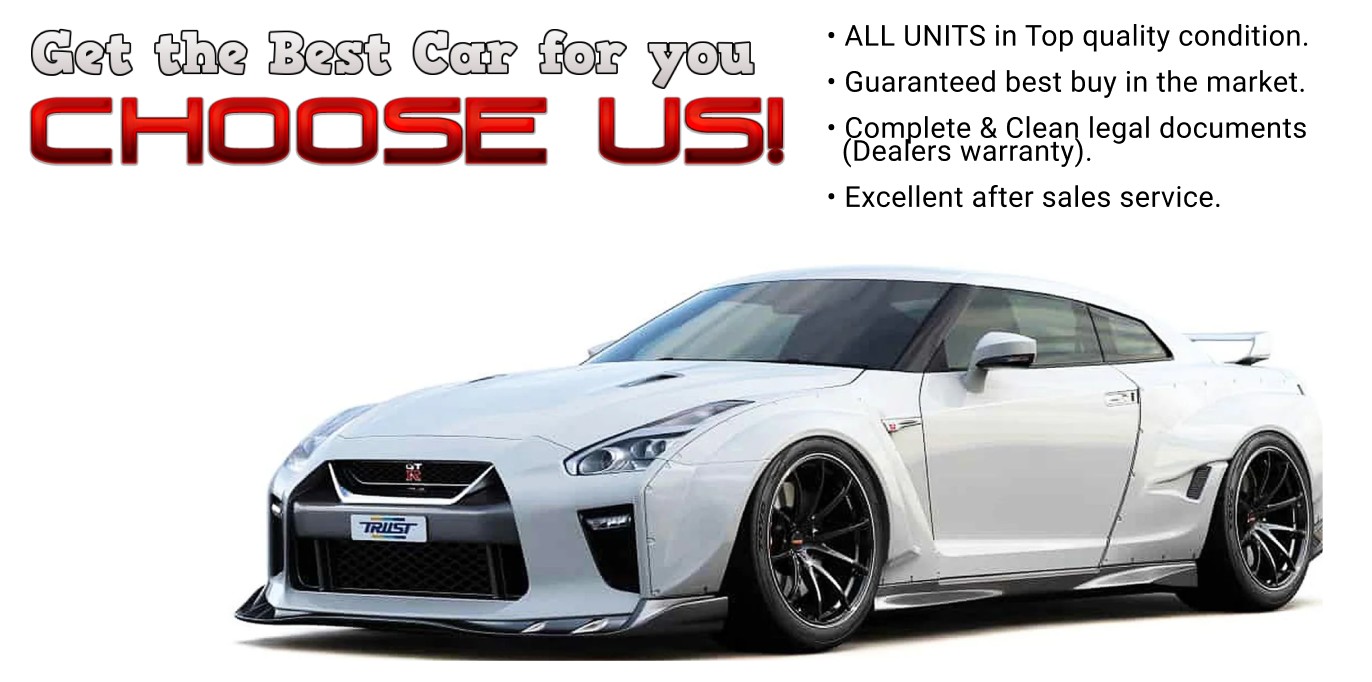 Get the Best Car for you
CHOOSE US!
• ALL UNITS in Top quality condition.
• Guaranteed best buy in the market.
• Complete & Clean legal documents
(Dealers warranty).
• Excellent after sales service.
GT
R
TRUST